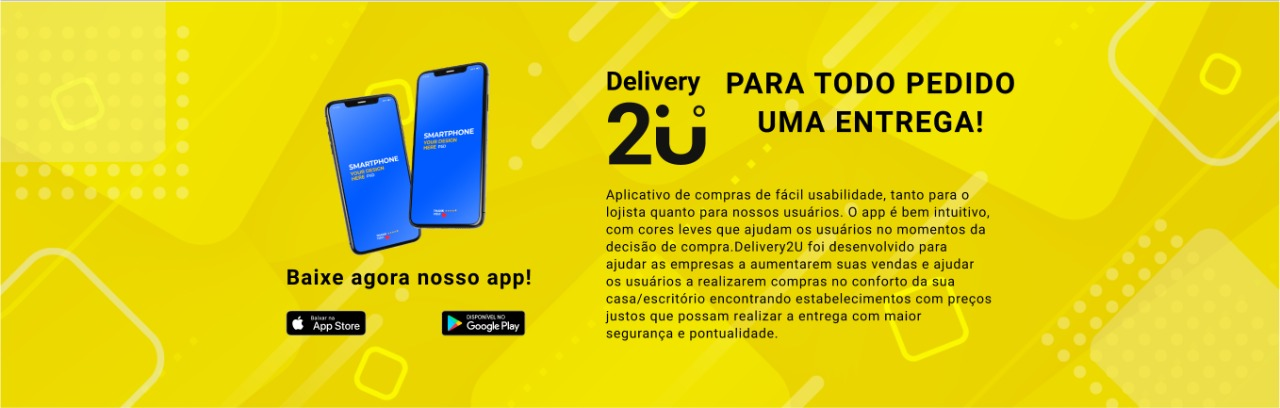 SMARTPHONE
YOUR DESIGN
HERE PSD
SMARTPHONE
YOUR DESIGN
HERE PSD
Baixe agora nosso app!
Baixar na
App Store
DISPONÍVEL NO
Google Play
Delivery
2U
PARA TODO PEDIDO
UMA ENTREGA!
Aplicativo de compras de fácil usabilidade, tanto para o
lojista quanto para nossos usuários. O app é bem intuitivo,
com cores leves que ajudam os usuários no momentos da
decisão de compra.Delivery2U foi desenvolvido para
ajudar as empresas a aumentarem suas vendas e ajudar
os usuários a realizarem compras no conforto da sua
casa/escritório encontrando estabelecimentos com preços
justos que possam realizar a entrega com maior
segurança e pontualidade.